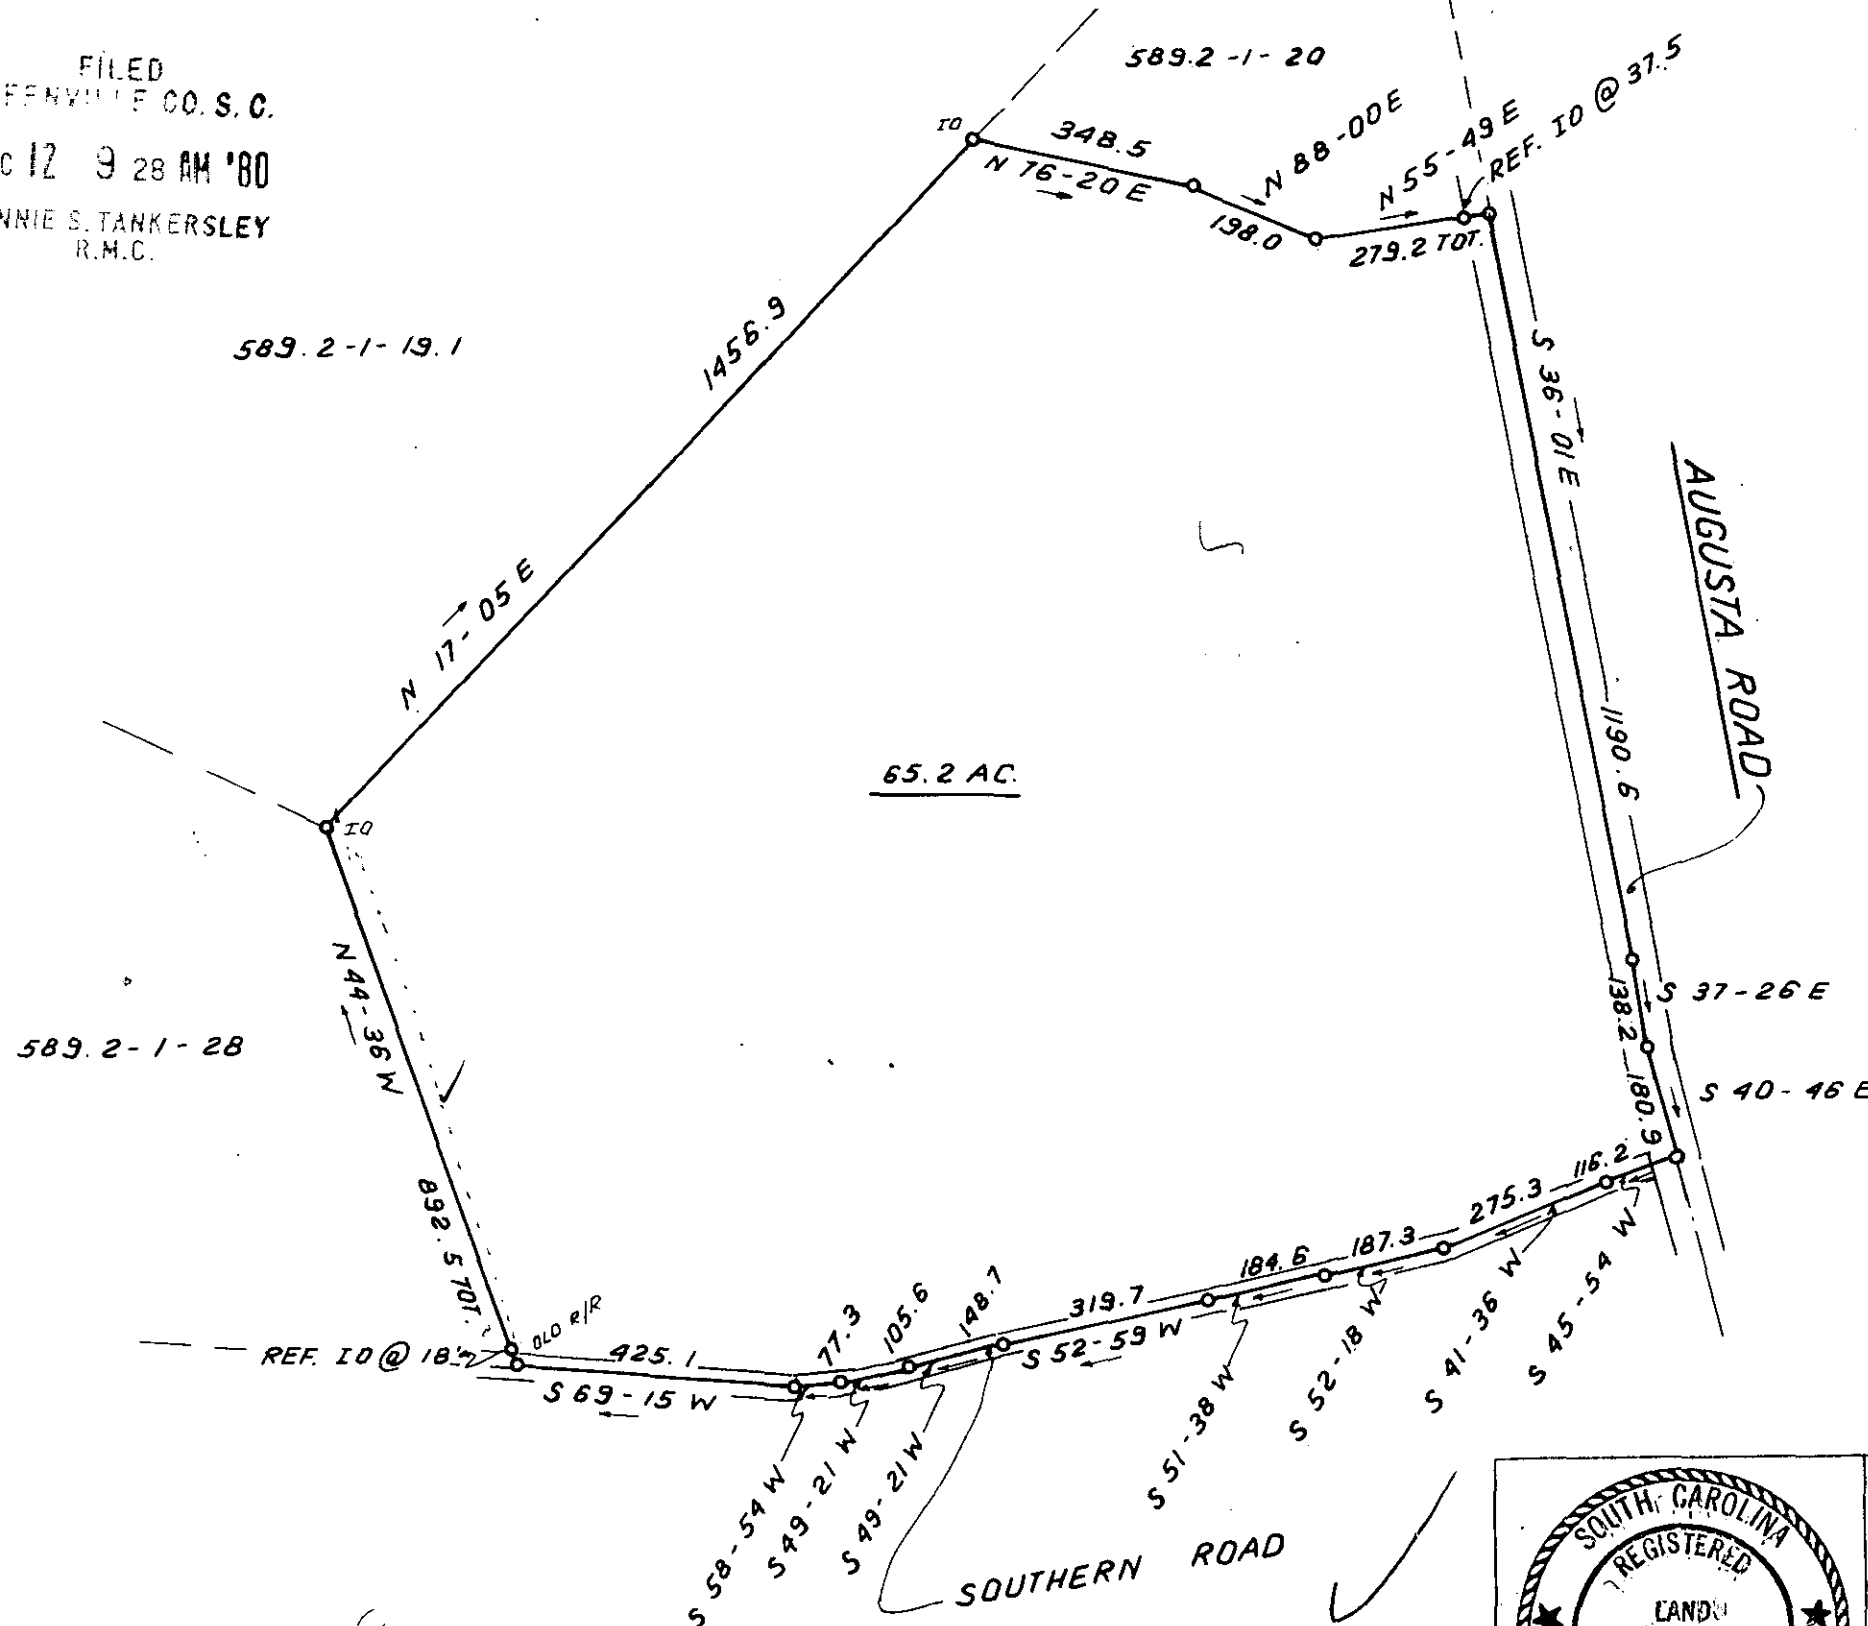 FILED
CO. S. C.
12 9 28 AM '80
S. TANKERSLEY
R.M.C.
589.2-1-20
IO
348.5
N 76-20 E
N 88-00 E
198.0
N 55-49 E
279.2 TOT.
REF. IO @ 37.5
589.2-1-19.1
1456.9
N 17-05 E
S 36-01 E
1190.6
AUGUSTA ROAD
65.2 AC.
IO
N 44-36 W
892.5 TOT.
589.2-1-28
138.2
S 37-26 E
180.9
S 40-46 E
116.2
275.3
187.3
184.6
319.7
148.7
105.6
77.3
OLD R/R
REF. IO @ 18'
425.1
S 69-15 W
S 52-59 W
S 58-54 W
S 49-21 W
S 49-21 W
S 51-38 W
S 52-18 W
S 41-36 W
S 45-54 W
SOUTHERN ROAD
SOUTH CAROLINA
REGISTERED
LAND